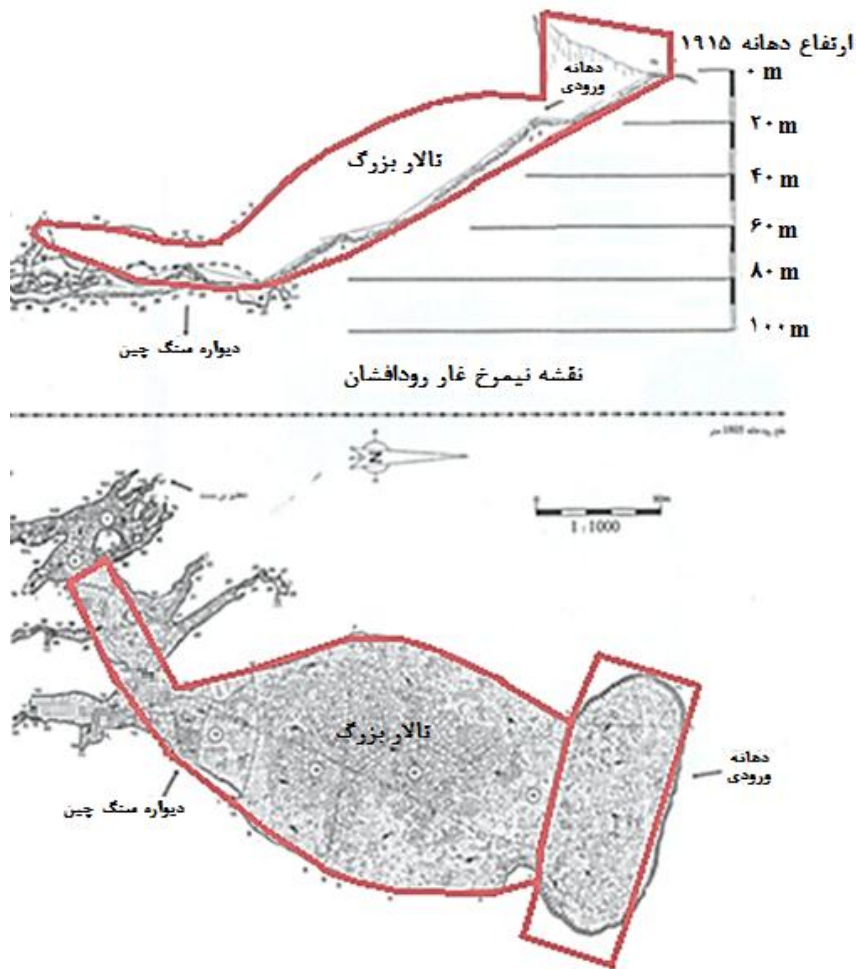 ارتفاع دهانه ۱۹۱۵
۰ m
دهانه
ورودی
۲۰ m
تالار بزرگ
۴۰ m
۶۰ m
۸۰ m
۱۰۰ m
دیواره سنگ چین
نقشه نیمرخ غار رودافشان
N
1:1000
تالار بزرگ
دهانه
ورودی
دیواره سنگ چین